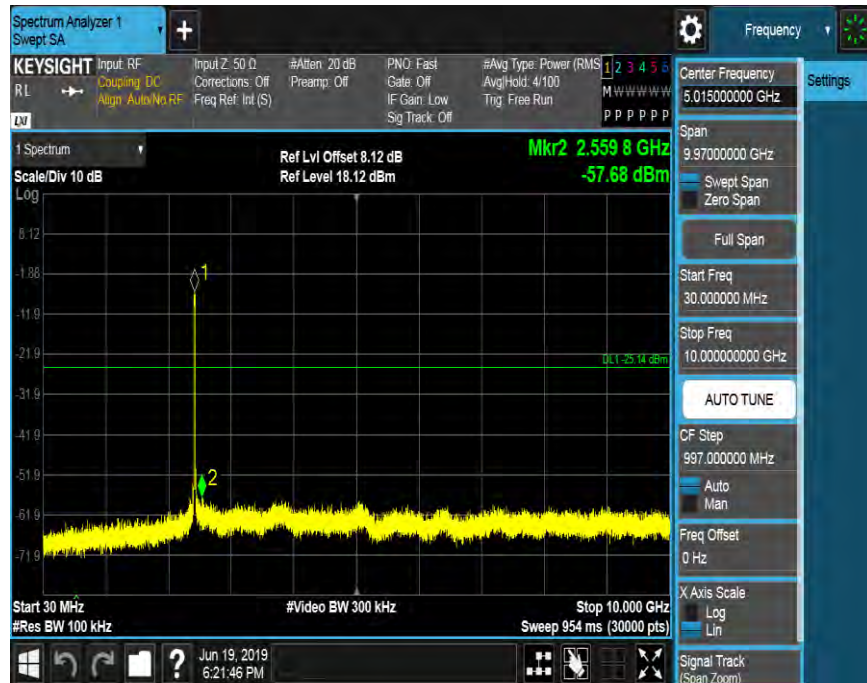 Spectrum Analyzer 1
Swept SA
+
Frequency
KEYSIGHT
RL
LXI
Input: RF
Coupling: DC
Align: Auto/No RF
Input Z: 50 Ω
Corrections: Off
Freq Ref: Int (S)
#Atten: 20 dB
Preamp: Off
PNO: Fast
Gate: Off
IF Gain: Low
Sig Track: Off
#Avg Type: Power (RMS
Avg|Hold: 4/100
Trig: Free Run
1 2 3 4 5 6
M W W W W W
P P P P P P
1 Spectrum
Scale/Div 10 dB
Log
Ref Lvl Offset 8.12 dB
Ref Level 18.12 dBm
Mkr2 2.559 8 GHz
-57.68 dBm
8.12
-1.88
-11.9
-21.9
-31.9
-41.9
-51.9
-61.9
-71.9
1
2
DL1 -25.14 dBm
Start 30 MHz
#Res BW 100 kHz
#Video BW 300 kHz
Stop 10.000 GHz
Sweep 954 ms (30000 pts)
?
Jun 19, 2019
6:21:46 PM
Center Frequency
5.015000000 GHz
Settings
Span
9.97000000 GHz
Swept Span
Zero Span
Full Span
Start Freq
30.000000 MHz
Stop Freq
10.000000000 GHz
AUTO TUNE
CF Step
997.000000 MHz
Auto
Man
Freq Offset
0 Hz
X Axis Scale
Log
Lin
Signal Track
(Span Zoom)